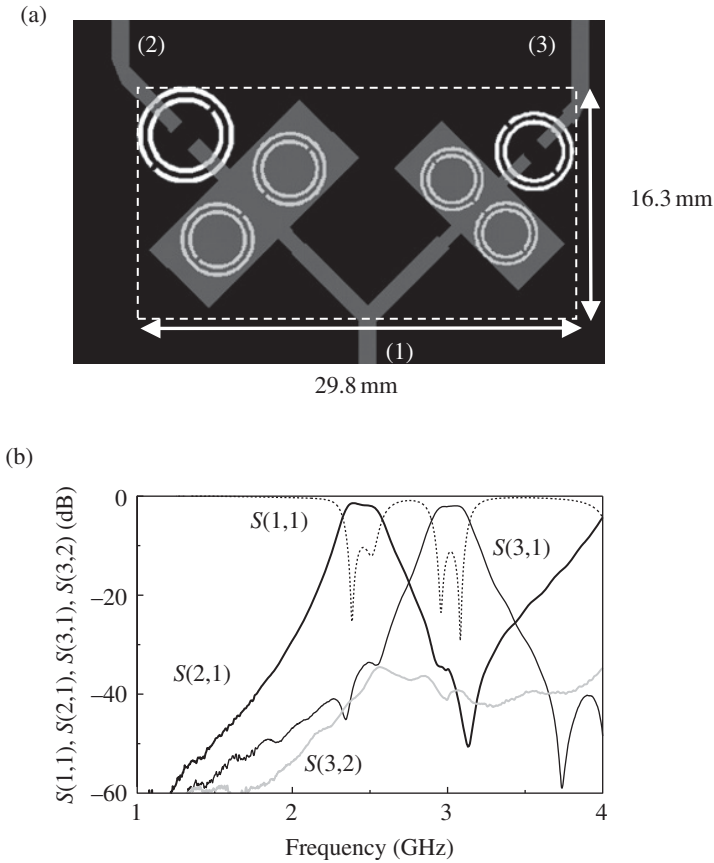 (a)
(2)
(3)
16.3 mm
(1)
29.8 mm
(b)
S(1,1), S(2,1), S(3,1), S(3,2) (dB)
0
–20
–40
–60
S(1,1)
S(3,1)
S(2,1)
S(3,2)
1
2
3
4
Frequency (GHz)